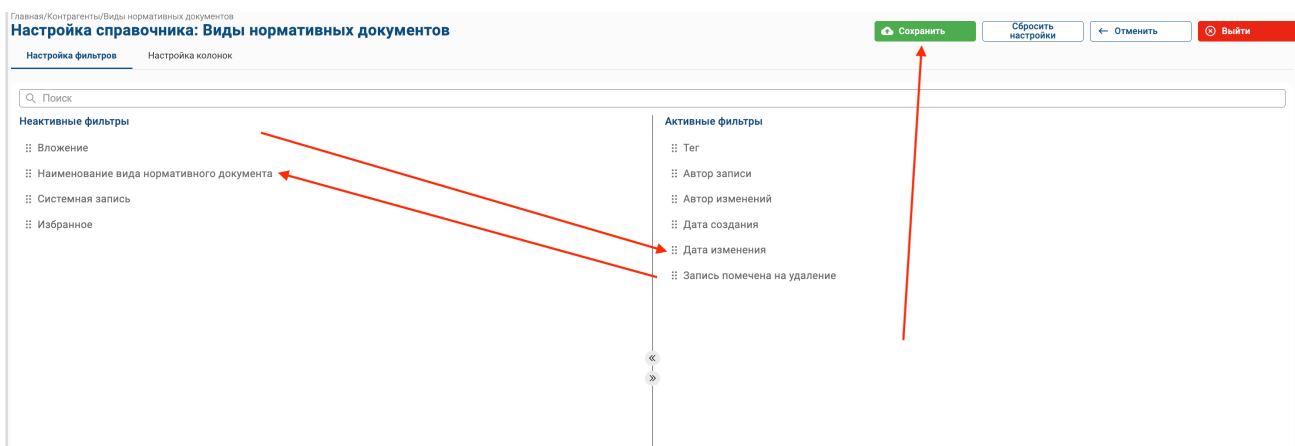 Главная/Контрагенты/Виды нормативных документов
Настройка справочника: Виды нормативных документов
Сохранить
Сбросить
настройки
← Отменить
Выйти
Настройка фильтров
Настройка колонок
Поиск
Неактивные фильтры
Вложение
Наименование вида нормативного документа
Системная запись
Избранное
Активные фильтры
Тег
Автор записи
Автор изменений
Дата создания
Дата изменения
Запись помечена на удаление
«
»